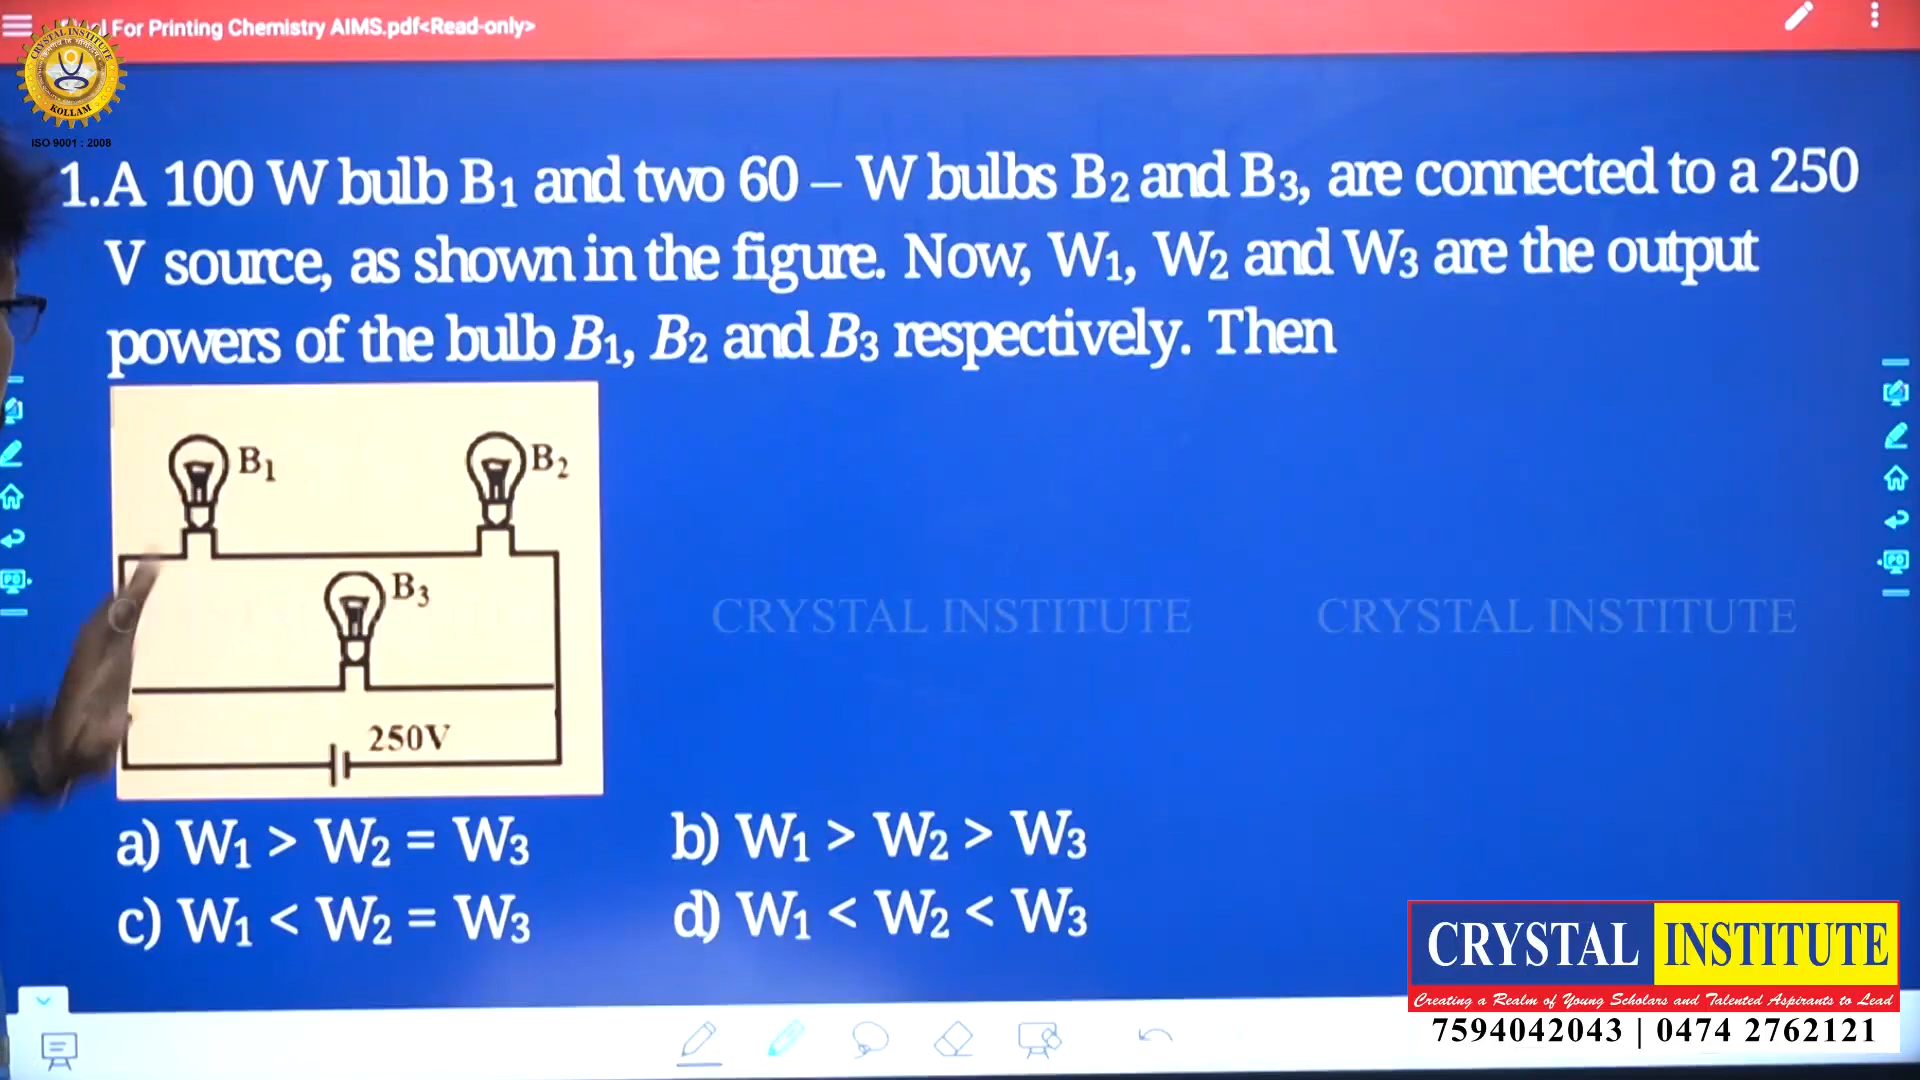 For Printing Chemistry AIMS.pdf<Read-only>
CRYSTAL INSTITUTE
KOLLAM
ISO 9001 : 2008
1.A 100 W bulb B₁ and two 60 – W bulbs B₂ and B₃, are connected to a 250
V source, as shown in the figure. Now, W₁, W₂ and W₃ are the output
powers of the bulb B₁, B₂ and B₃ respectively. Then
B₁
B₂
B₃
CRYSTAL INSTITUTE
CRYSTAL INSTITUTE
250V
a) W₁ > W₂ = W₃
b) W₁ > W₂ > W₃
c) W₁ < W₂ = W₃
d) W₁ < W₂ < W₃
CRYSTAL INSTITUTE
Creating a Realm of Young Scholars and Talented Aspirants to Lead
7594042043 | 0474 2762121